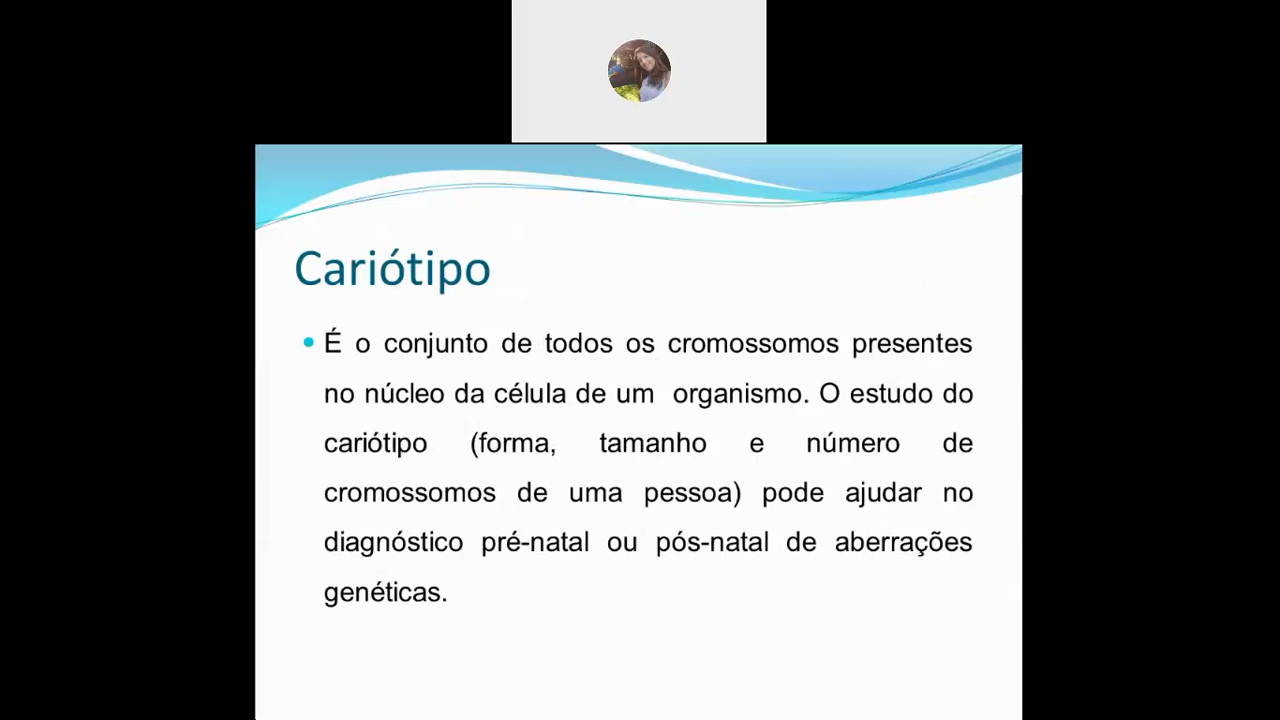 Cariótipo
É o conjunto de todos os cromossomos presentes
no núcleo da célula de um organismo. O estudo do
cariótipo (forma, tamanho e número de
cromossomos de uma pessoa) pode ajudar no
diagnóstico pré-natal ou pós-natal de aberrações
genéticas.